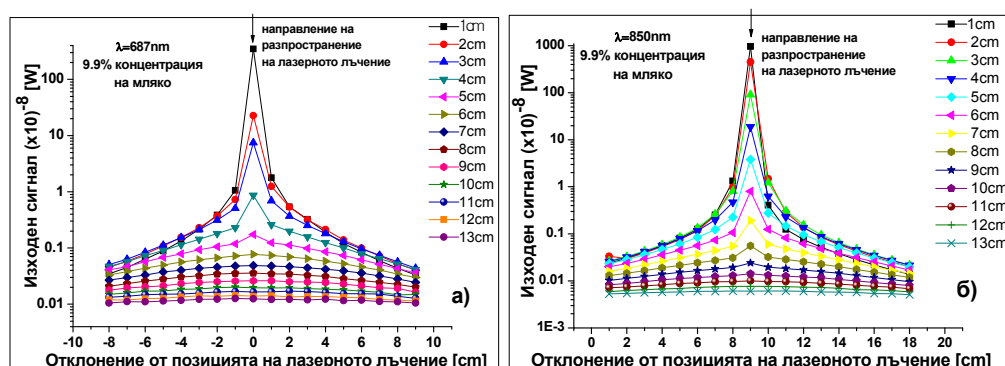 λ=687nm
9.9% концентрация
на мляко
направление на
разпространение
на лазерното лъчение
1cm
2cm
3cm
4cm
5cm
6cm
7cm
8cm
9cm
10cm
11cm
12cm
13cm
Изходен сигнал (x10)^-8 [W]
100
10
1
0.1
0.01
а)
-10 -8 -6 -4 -2 0 2 4 6 8 10
Отклонение от позицията на лазерното лъчение [cm]
λ=850nm
9.9% концентрация
на мляко
направление на
разпространение
на лазерното лъчение
1cm
2cm
3cm
4cm
5cm
6cm
7cm
8cm
9cm
10cm
11cm
12cm
13cm
Изходен сигнал (x10)^-8 [W]
1000
100
10
1
0.1
0.01
1E-3
б)
0 2 4 6 8 10 12 14 16 18 20
Отклонение от позицията на лазерното лъчение [cm]